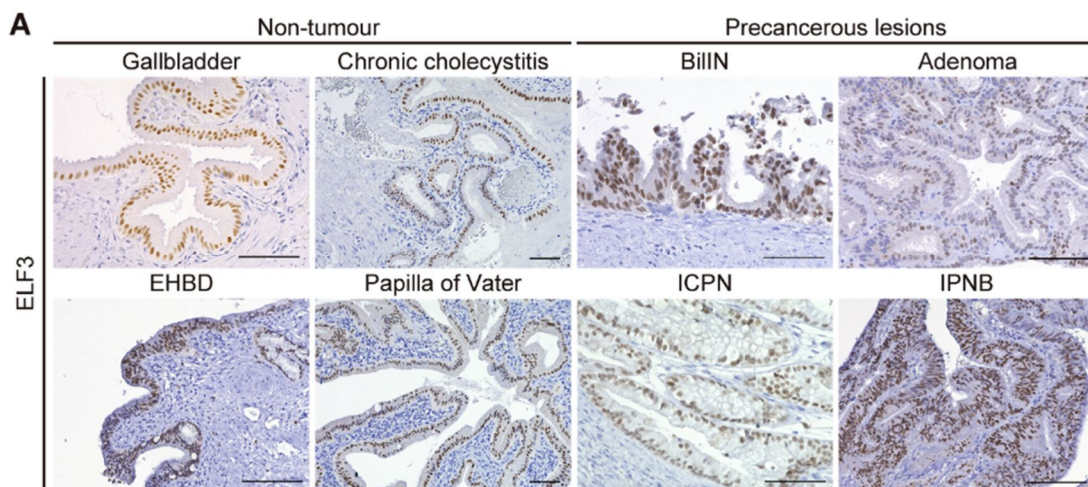 A
Non-tumour
Precancerous lesions
Gallbladder
Chronic cholecystitis
BilIN
Adenoma
ELF3
EHBD
Papilla of Vater
ICPN
IPNB